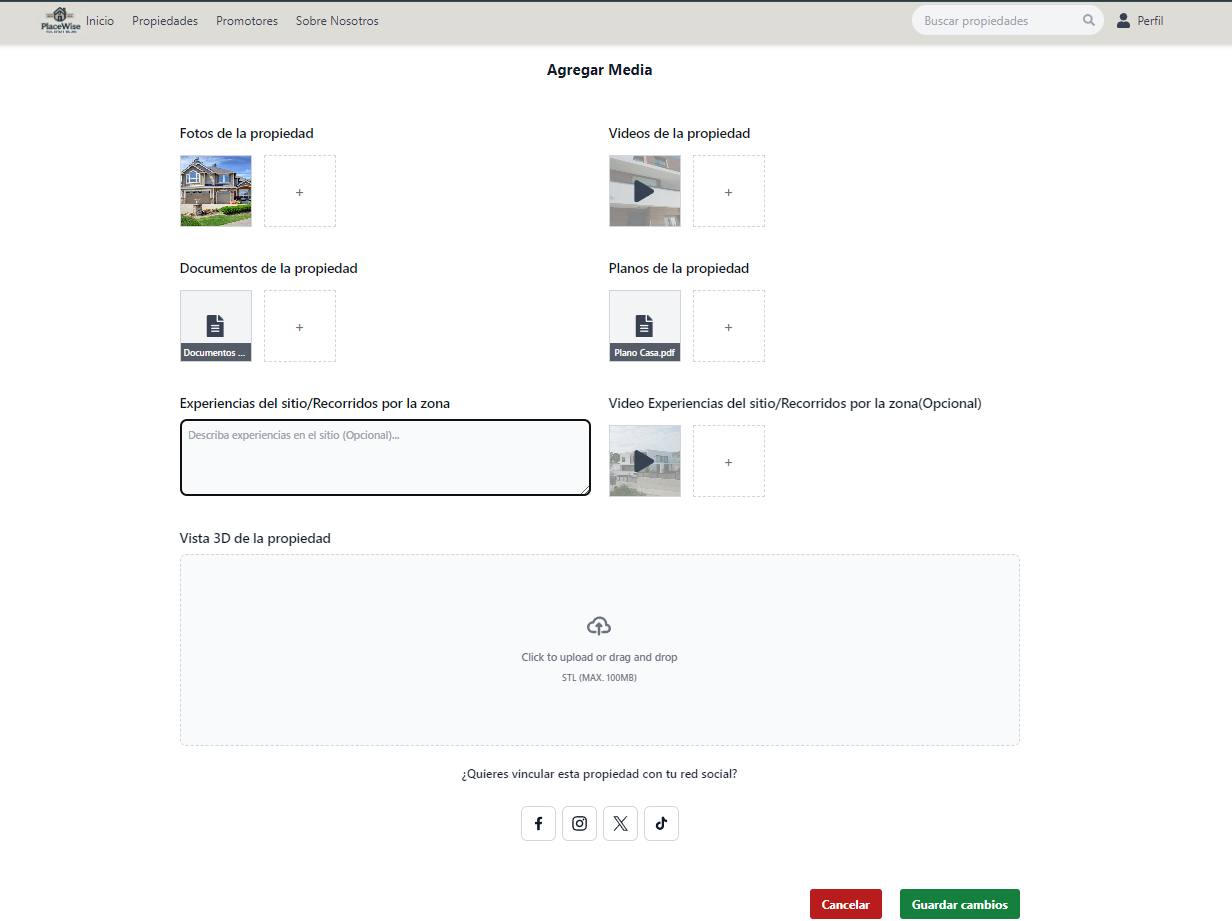 PlaceWise
Inicio
Propiedades
Promotores
Sobre Nosotros
Buscar propiedades
Perfil
Agregar Media
Fotos de la propiedad
Videos de la propiedad
+
+
Documentos de la propiedad
Planos de la propiedad
+
+
Documentos ...
Plano Casa.pdf
Experiencias del sitio/Recorridos por la zona
Video Experiencias del sitio/Recorridos por la zona(Opcional)
Describa experiencias en el sitio (Opcional)...
+
Vista 3D de la propiedad
Click to upload or drag and drop
STL (MAX. 100MB)
¿Quieres vincular esta propiedad con tu red social?
Cancelar
Guardar cambios